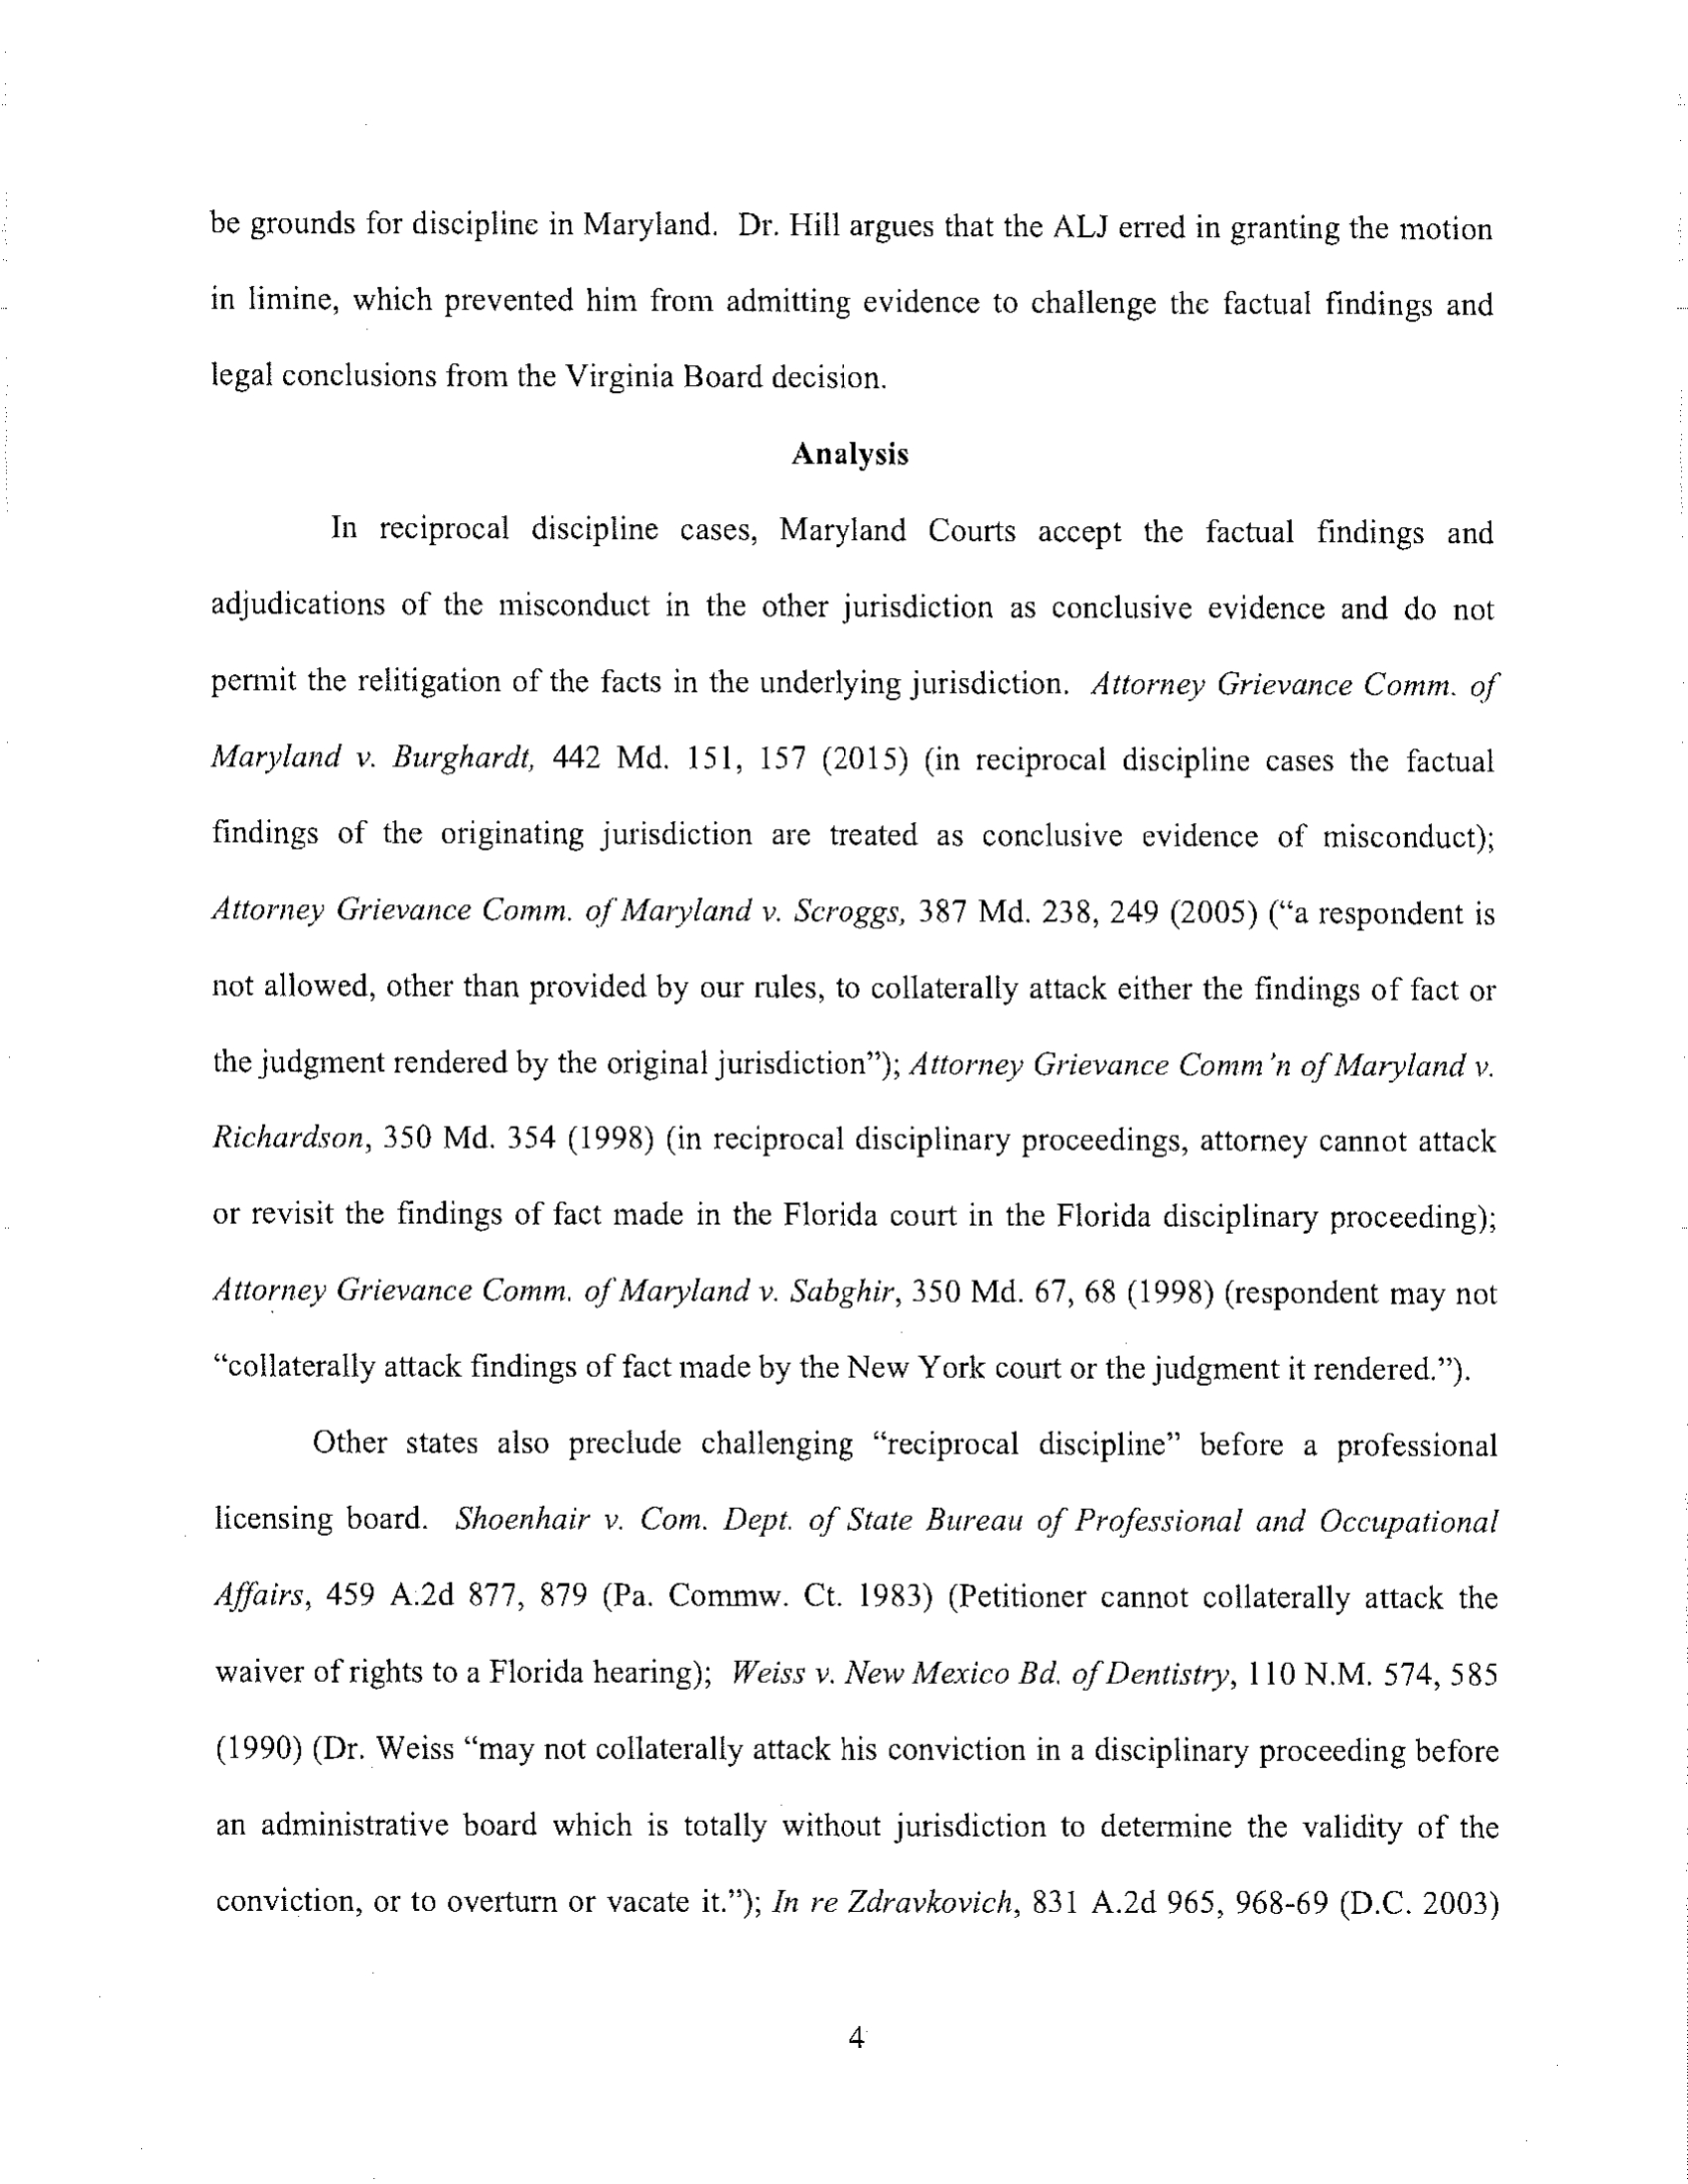 be grounds for discipline in Maryland. Dr. Hill argues that the ALJ erred in granting the motion
in limine, which prevented him from admitting evidence to challenge the factual findings and
legal conclusions from the Virginia Board decision.
Analysis
In reciprocal discipline cases, Maryland Courts accept the factual findings and
adjudications of the misconduct in the other jurisdiction as conclusive evidence and do not
permit the relitigation of the facts in the underlying jurisdiction. Attorney Grievance Comm. of
Maryland v. Burghardt, 442 Md. 151, 157 (2015) (in reciprocal discipline cases the factual
findings of the originating jurisdiction are treated as conclusive evidence of misconduct);
Attorney Grievance Comm. of Maryland v. Scroggs, 387 Md. 238, 249 (2005) (“a respondent is
not allowed, other than provided by our rules, to collaterally attack either the findings of fact or
the judgment rendered by the original jurisdiction”); Attorney Grievance Comm’n of Maryland v.
Richardson, 350 Md. 354 (1998) (in reciprocal disciplinary proceedings, attorney cannot attack
or revisit the findings of fact made in the Florida court in the Florida disciplinary proceeding);
Attorney Grievance Comm. of Maryland v. Sabghir, 350 Md. 67, 68 (1998) (respondent may not
“collaterally attack findings of fact made by the New York court or the judgment it rendered.”).
Other states also preclude challenging “reciprocal discipline” before a professional
licensing board. Shoenhair v. Com. Dept. of State Bureau of Professional and Occupational
Affairs, 459 A.2d 877, 879 (Pa. Commw. Ct. 1983) (Petitioner cannot collaterally attack the
waiver of rights to a Florida hearing); Weiss v. New Mexico Bd. of Dentistry, 110 N.M. 574, 585
(1990) (Dr. Weiss “may not collaterally attack his conviction in a disciplinary proceeding before
an administrative board which is totally without jurisdiction to determine the validity of the
conviction, or to overturn or vacate it.”); In re Zdravkovich, 831 A.2d 965, 968-69 (D.C. 2003)
4